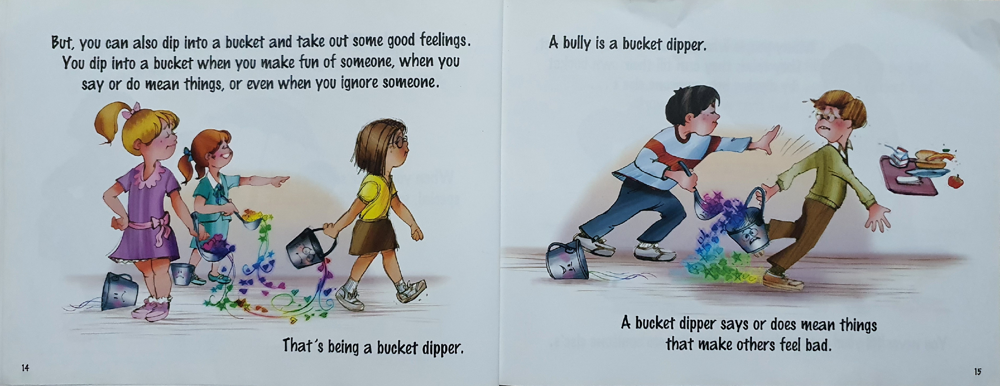 But, you can also dip into a bucket and take out some good feelings.
You dip into a bucket when you make fun of someone, when you
say or do mean things, or even when you ignore someone.
That's being a bucket dipper.
14
A bully is a bucket dipper.
A bucket dipper says or does mean things
that make others feel bad.
15